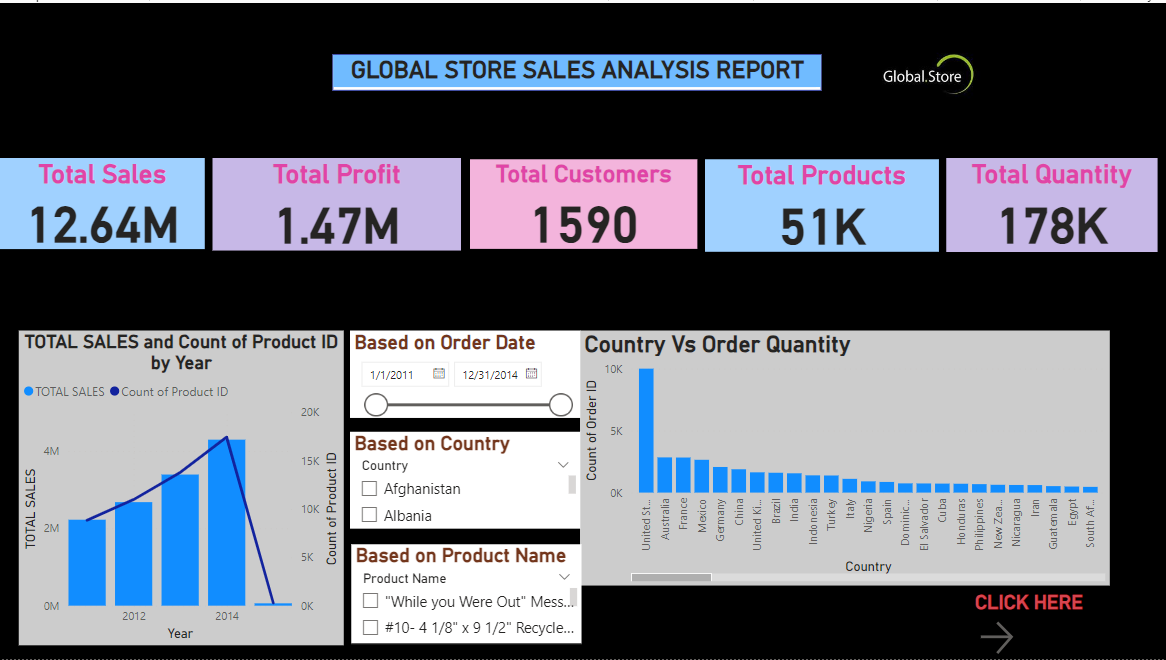 GLOBAL STORE SALES ANALYSIS REPORT
Global.Store
Total Sales
12.64M
Total Profit
1.47M
Total Customers
1590
Total Products
51K
Total Quantity
178K
TOTAL SALES and Count of Product ID
by Year
TOTAL SALES Count of Product ID
20K
4M
15K
10K
2M
5K
0M
0K
TOTAL SALES
Count of Product ID
2012
2014
Year
Based on Order Date
1/1/2011
12/31/2014
Based on Country
Country
Afghanistan
Albania
Based on Product Name
Product Name
"While you Were Out" Mess...
#10- 4 1/8" x 9 1/2" Recycle...
Country Vs Order Quantity
10K
5K
0K
Count of Order ID
United St...
Australia
France
Mexico
Germany
China
United Ki...
Brazil
India
Indonesia
Turkey
Italy
Nigeria
Spain
Dominic...
El Salvador
Cuba
Honduras
Philippines
New Zea...
Nicaragua
Iran
Guatemala
Egypt
South Af...
Country
CLICK HERE